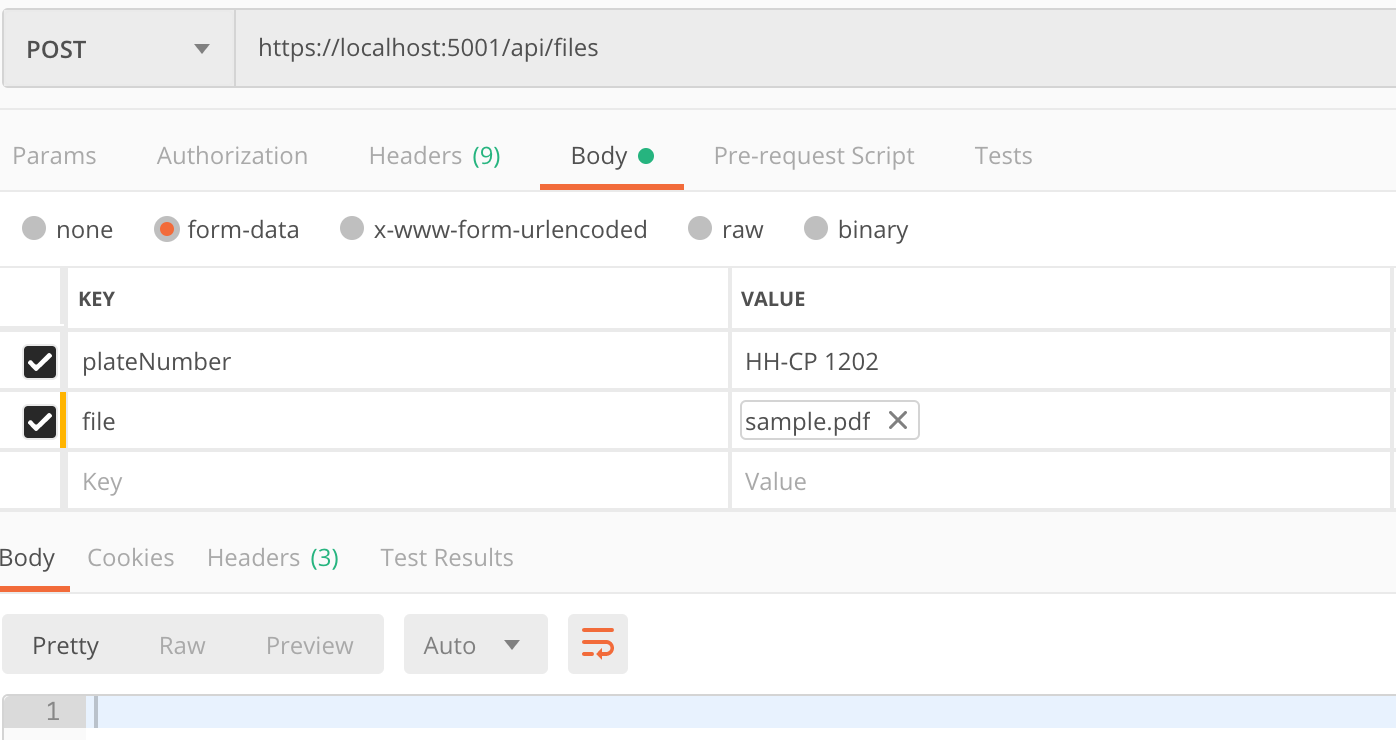 POST https://localhost:5001/api/files
Params Authorization Headers (9) Body Pre-request Script Tests
none form-data x-www-form-urlencoded raw binary
KEY VALUE
plateNumber HH-CP 1202
file sample.pdf
Key Value
Body Cookies Headers (3) Test Results
Pretty Raw Preview Auto
1